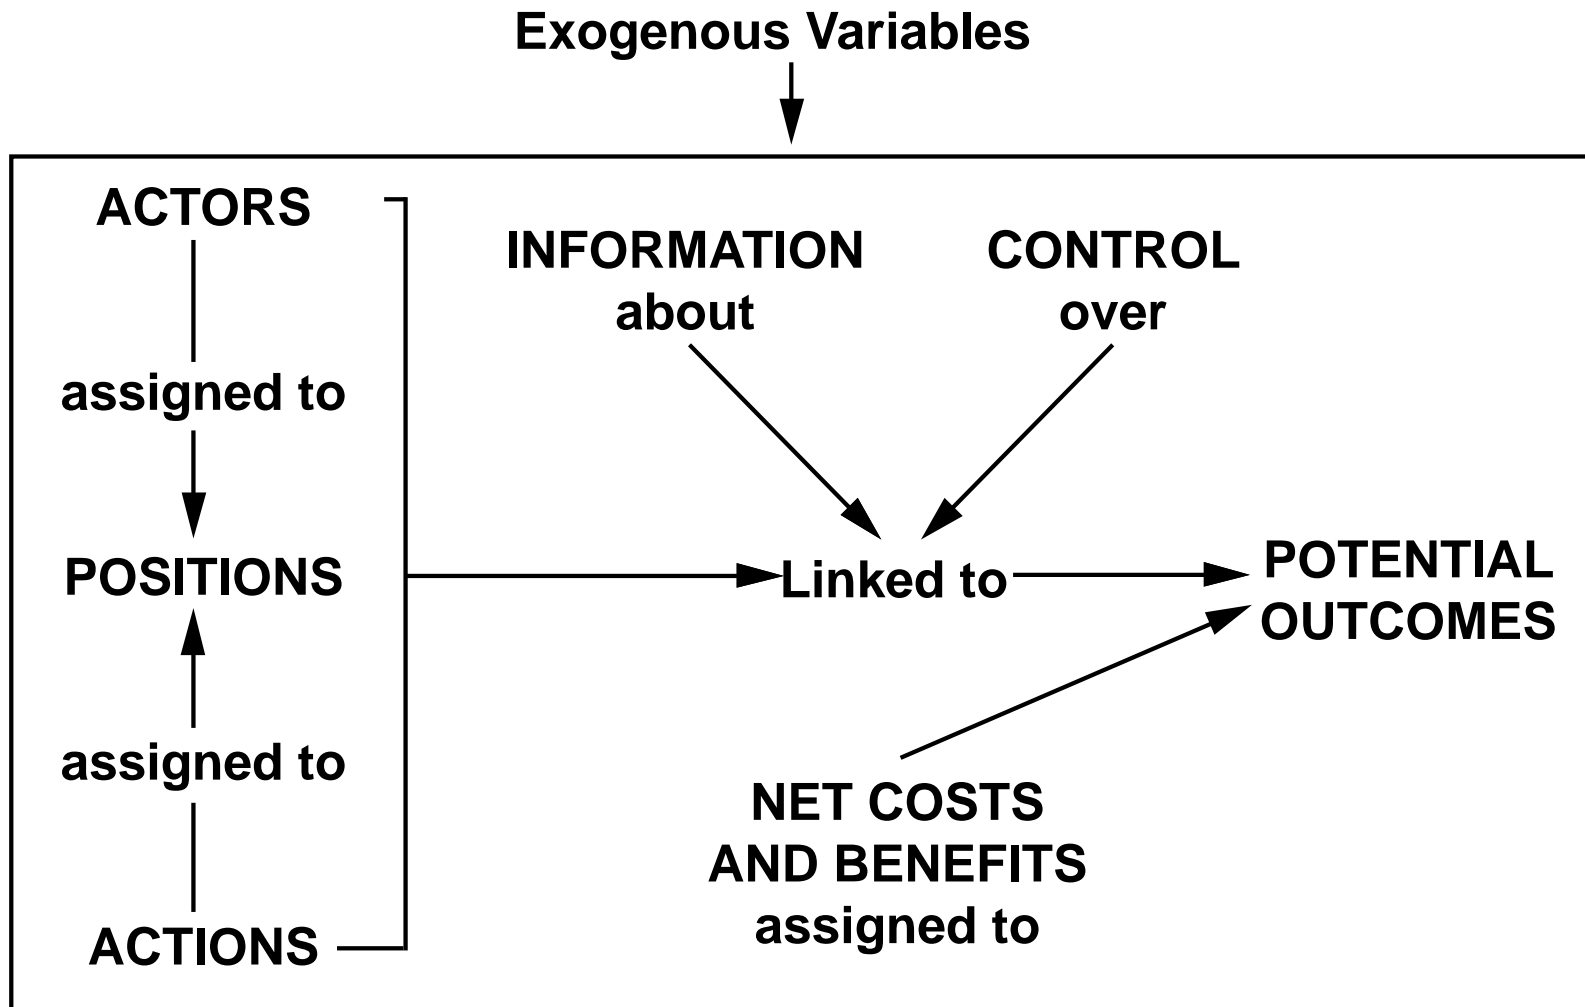 Exogenous Variables
ACTORS
assigned to
POSITIONS
assigned to
ACTIONS
INFORMATION
about
CONTROL
over
Linked to
POTENTIAL
OUTCOMES
NET COSTS
AND BENEFITS
assigned to